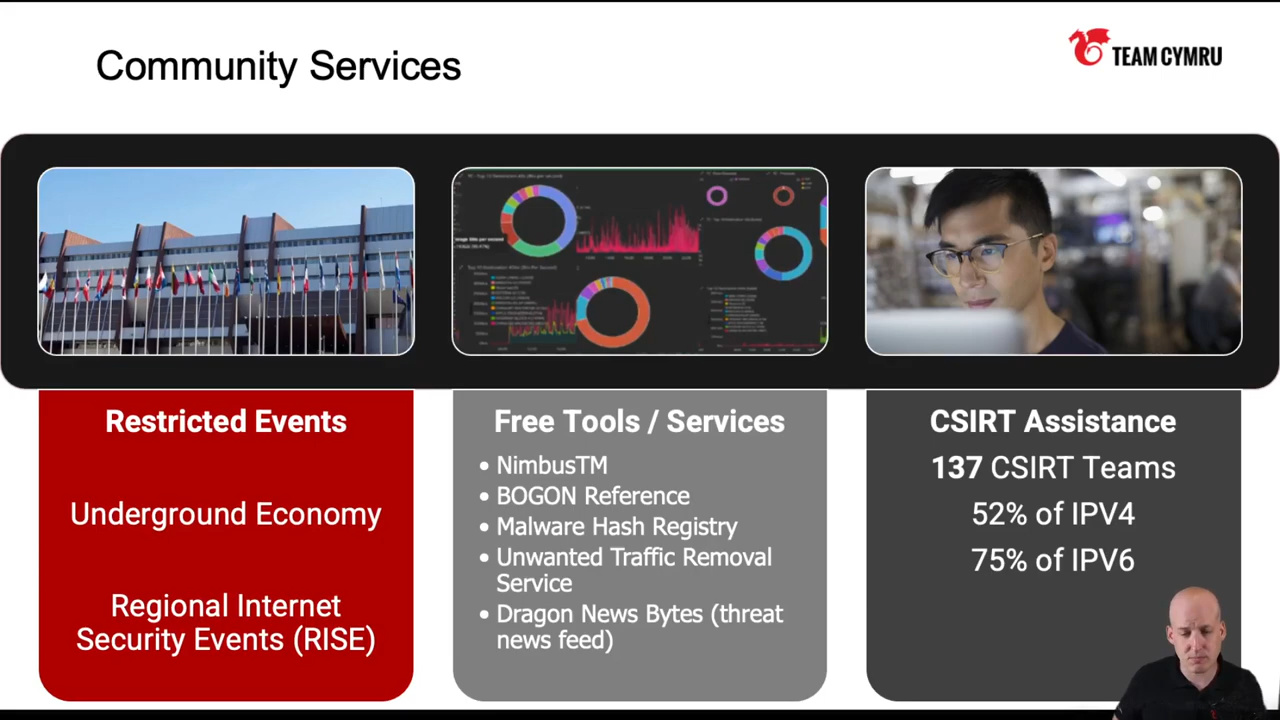 Community Services
TEAM CYMRU
Restricted Events
Underground Economy
Regional Internet
Security Events (RISE)
Free Tools / Services
• NimbusTM
• BOGON Reference
• Malware Hash Registry
• Unwanted Traffic Removal
Service
• Dragon News Bytes (threat
news feed)
CSIRT Assistance
137 CSIRT Teams
52% of IPV4
75% of IPV6